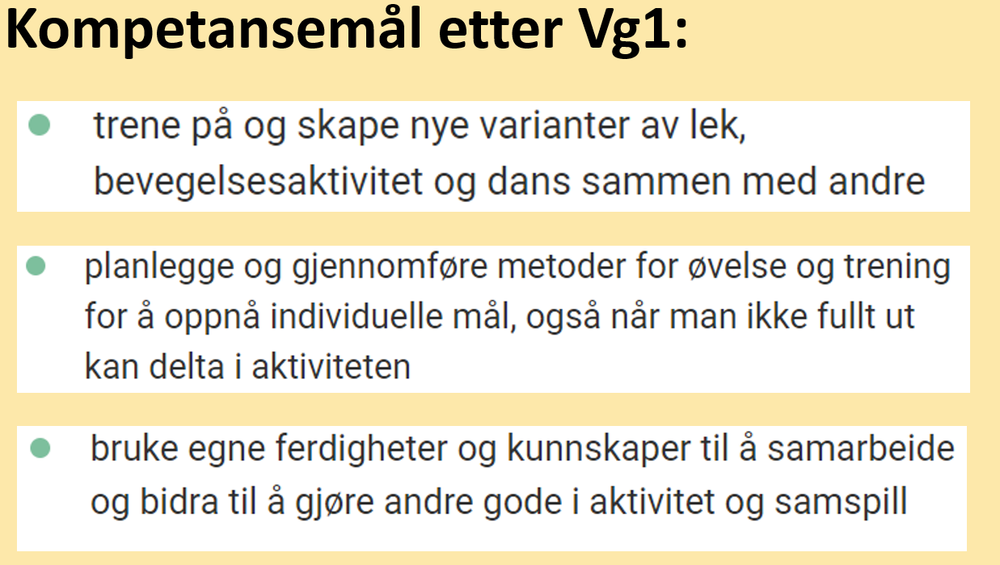 Kompetansemål etter Vg1:
trene på og skape nye varianter av lek,
bevegelsesaktivitet og dans sammen med andre
planlegge og gjennomføre metoder for øvelse og trening
for å oppnå individuelle mål, også når man ikke fullt ut
kan delta i aktiviteten
bruke egne ferdigheter og kunnskaper til å samarbeide
og bidra til å gjøre andre gode i aktivitet og samspill